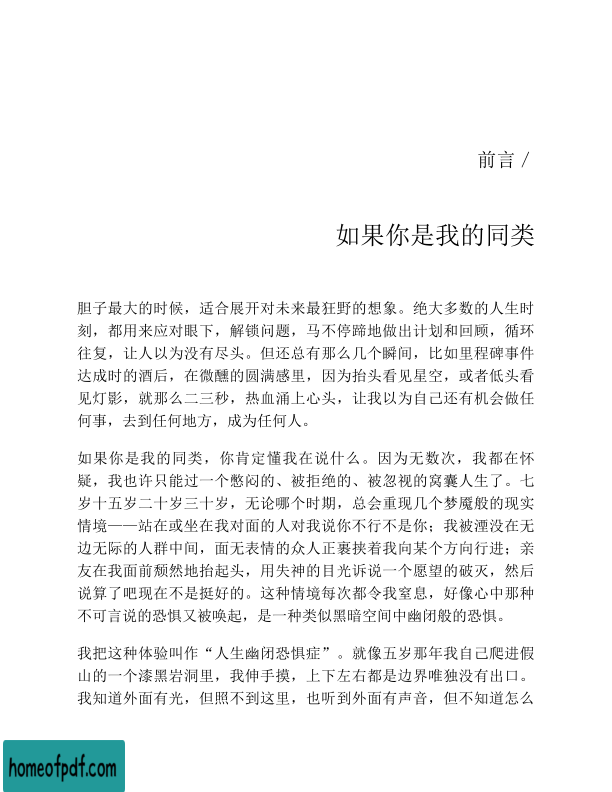 前言 /
如果你是我的同类
胆子最大的时候，适合展开对未来最狂野的想象。绝大多数的人生时
刻，都用来应对眼下，解锁问题，马不停蹄地做出计划和回顾，循环
往复，让人以为没有尽头。但还总有那么几个瞬间，比如里程碑事件
达成时的酒后，在微醺的圆满感里，因为抬头看见星空，或者低头看
见灯影，就那么二三秒，热血涌上心头，让我以为自己还有机会做任
何事，去到任何地方，成为任何人。
如果你是我的同类，你肯定懂我在说什么。因为无数次，我都在怀
疑，我也许只能过一个憋闷的、被拒绝的、被忽视的窝囊人生了。七
岁十五岁二十岁三十岁，无论哪个时期，总会重现几个梦魇般的现实
情境——站在或坐在我对面的人对我说你不行不是你；我被湮没在无
边无际的人群中间，面无表情的众人正裹挟着我向某个方向行进；亲
友在我面前颓然地抬起头，用失神的目光诉说一个愿望的破灭，然后
说算了吧现在不是挺好的。这种情境每次都令我窒息，好像心中那种
不可言说的恐惧又被唤起，是一种类似黑暗空间中幽闭般的恐惧。
我把这种体验叫作“人生幽闭恐惧症”。就像五岁那年我自己爬进假
山的一个漆黑岩洞里，我伸手摸，上下左右都是边界唯独没有出口。
我知道外面有光，但照不到这里，也听到外面有声音，但不知道怎么
homeofpdf.com